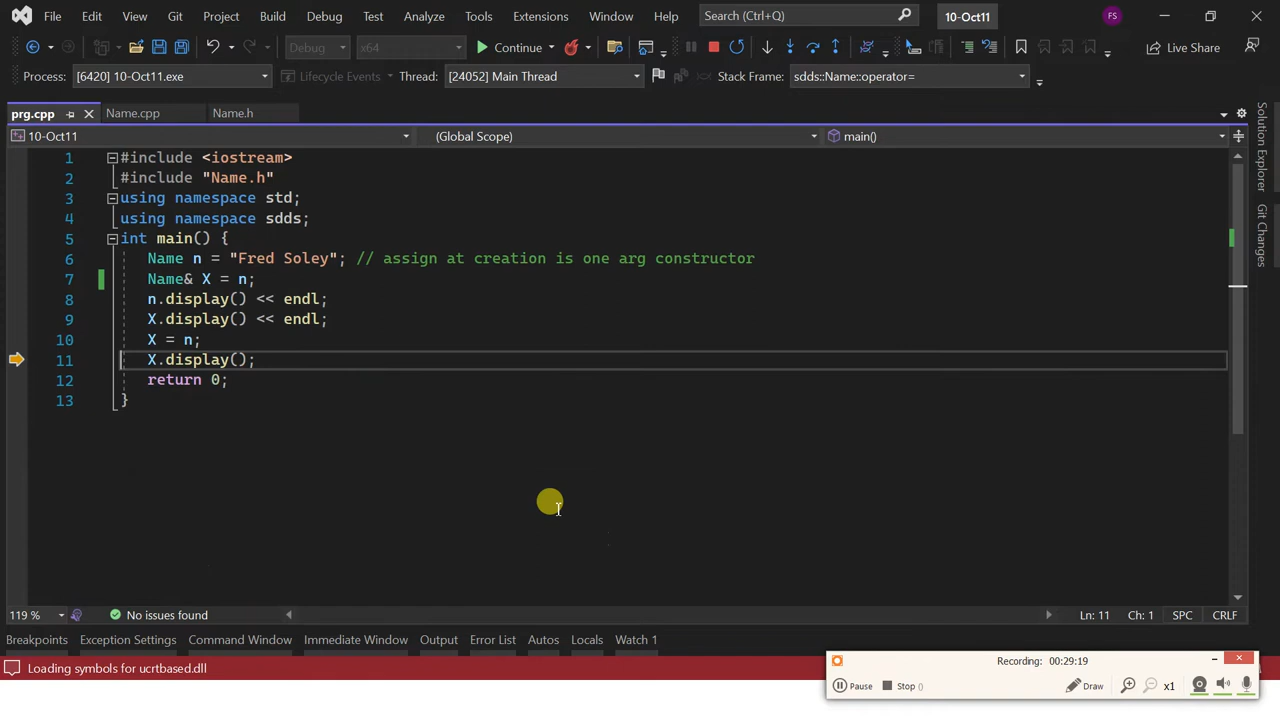 File Edit View Git Project Build Debug Test Analyze Tools Extensions Window Help Search (Ctrl+Q) 10-Oct11 FS
Debug x64 Continue Live Share
Process: [6420] 10-Oct11.exe Lifecycle Events Thread: [24052] Main Thread Stack Frame: sdds::Name::operator=
prg.cpp Name.cpp Name.h
10-Oct11 (Global Scope) main()
1 #include <iostream>
2 #include "Name.h"
3 using namespace std;
4 using namespace sdds;
5 int main() {
6 Name n = "Fred Soley"; // assign at creation is one arg constructor
7 Name& X = n;
8 n.display() << endl;
9 X.display() << endl;
10 X = n;
11 X.display();
12 return 0;
13 }
Solution Explorer
Git Changes
119 % No issues found Ln: 11 Ch: 1 SPC CRLF
Breakpoints Exception Settings Command Window Immediate Window Output Error List Autos Locals Watch 1
Loading symbols for ucrtbased.dll
Recording: 00:29:19
Pause Stop () Draw x1